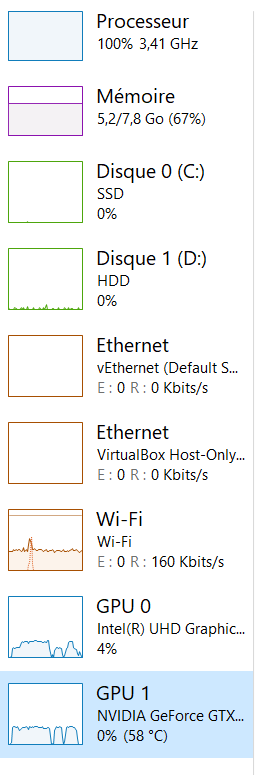 Processeur
100% 3,41 GHz
Mémoire
5,2/7,8 Go (67%)
Disque 0 (C:)
SSD
0%
Disque 1 (D:)
HDD
0%
Ethernet
vEthernet (Default S...
E : 0 R : 0 Kbits/s
Ethernet
VirtualBox Host-Only...
E : 0 R : 0 Kbits/s
Wi-Fi
Wi-Fi
E : 0 R : 160 Kbits/s
GPU 0
Intel(R) UHD Graphic...
4%
GPU 1
NVIDIA GeForce GTX...
0% (58 °C)